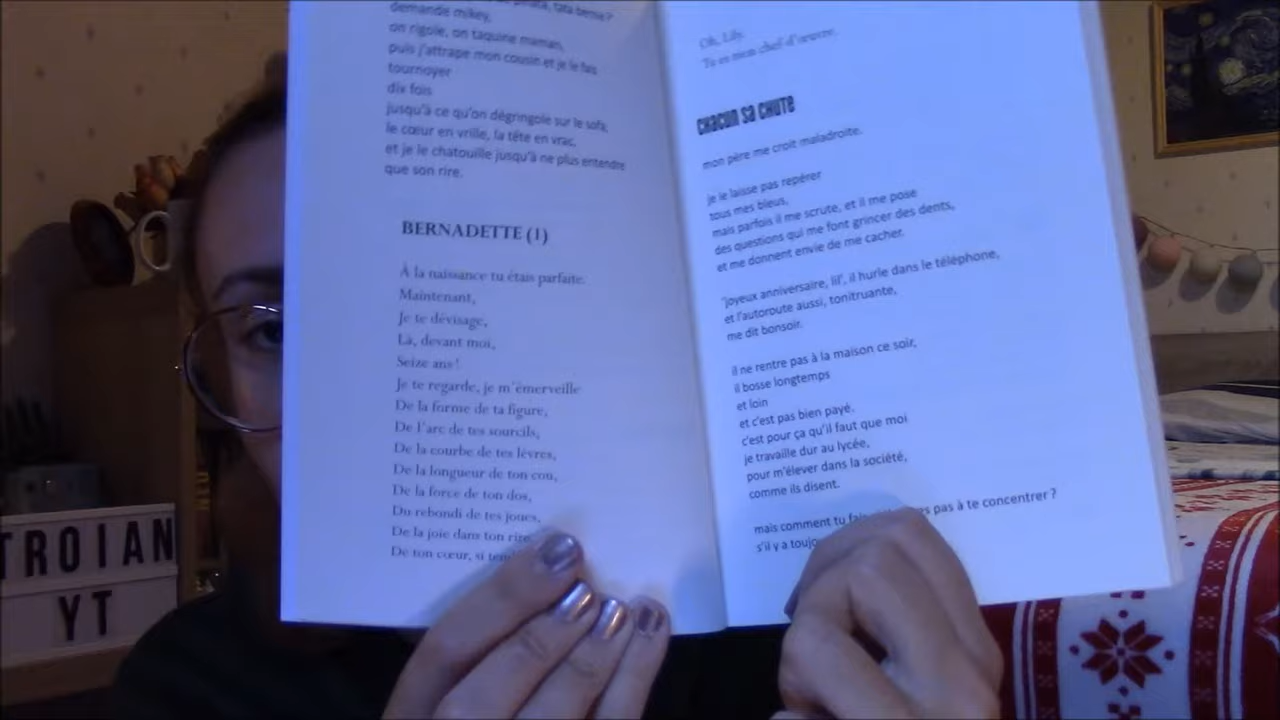 tata bernie?
demande mikey,
on rigole, on taquine maman,
puis j'attrape mon cousin et je le fais
tournoyer
dix fois
jusqu'à ce qu'on dégringole sur le sofa,
le cœur en vrille, la tête en vrac,
et je le chatouille jusqu'à ne plus entendre
que son rire.
BERNADETTE (1)
À la naissance tu étais parfaite.
Maintenant,
Je te dévisage,
Là, devant moi,
Seize ans !
Je te regarde, je m'émerveille
De la forme de ta figure,
De l'arc de tes sourcils,
De la courbe de tes lèvres,
De la longueur de ton cou,
De la force de ton dos,
Du rebondi de tes joues,
De la joie dans ton rire,
De ton cœur, si
Oh, Lily.
Tu es mon chef d'œuvre.
CHACUN SA CHUTE
mon père me croit maladroite.
je le laisse pas repérer
tous mes bleus,
mais parfois il me scrute, et il me pose
des questions qui me font grincer des dents,
et me donnent envie de me cacher.
'joyeux anniversaire, lil', il hurle dans le téléphone,
et l'autoroute aussi, tonitruante,
me dit bonsoir.
il ne rentre pas à la maison ce soir,
il bosse longtemps
et loin
et c'est pas bien payé.
c'est pour ça qu'il faut que moi
je travaille dur au lycée,
pour m'élever dans la société,
comme ils disent.
mais comment tu pas à te concentrer ?
s'il y a
TROIAN
YT